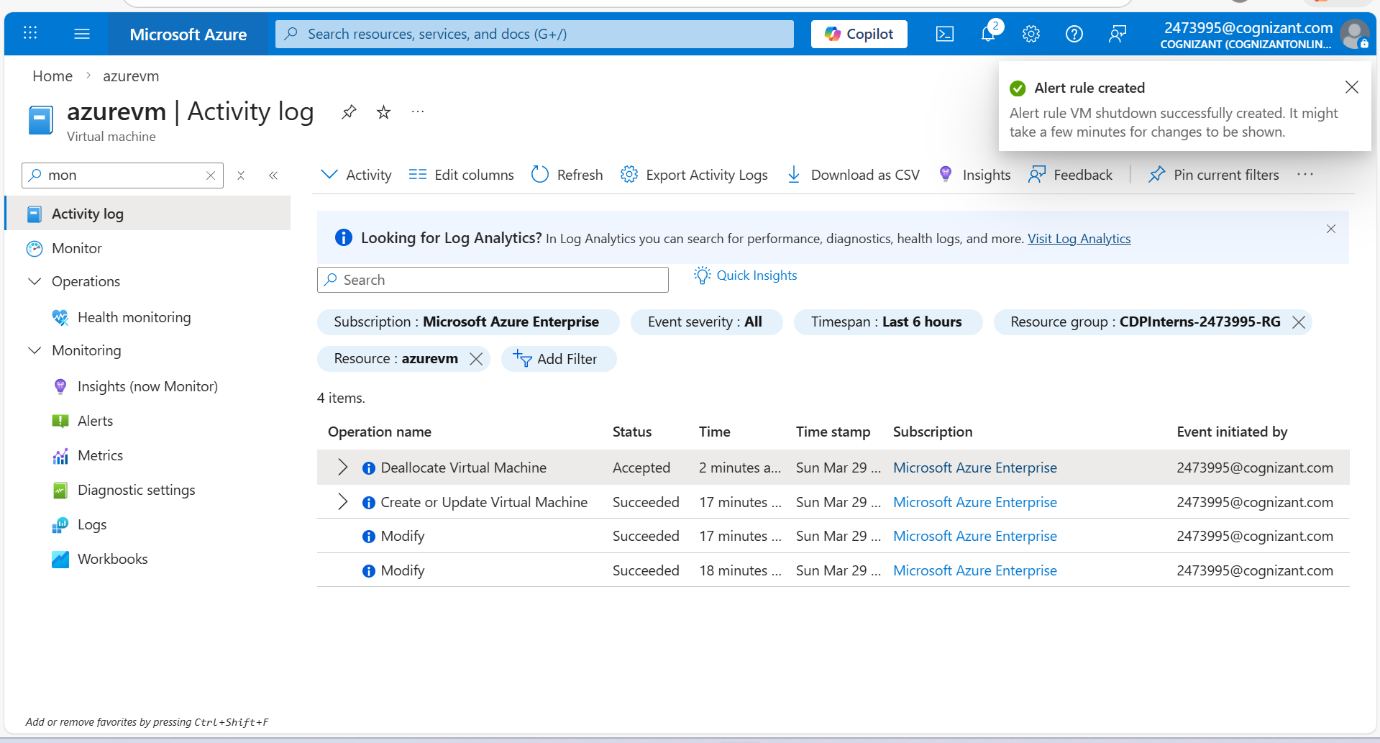 Microsoft Azure
Search resources, services, and docs (G+/)
Copilot
2
2473995@cognizant.com
COGNIZANT (COGNIZANTONLIN...
Home > azurevm
azurevm | Activity log
...
Virtual machine
Alert rule created
Alert rule VM shutdown successfully created. It might
take a few minutes for changes to be shown.
mon
Activity
Edit columns
Refresh
Export Activity Logs
Download as CSV
Insights
Feedback
Pin current filters
...
Activity log
Monitor
Operations
Health monitoring
Monitoring
Insights (now Monitor)
Alerts
Metrics
Diagnostic settings
Logs
Workbooks
Looking for Log Analytics? In Log Analytics you can search for performance, diagnostics, health logs, and more. Visit Log Analytics
Search
Quick Insights
Subscription : Microsoft Azure Enterprise
Event severity : All
Timespan : Last 6 hours
Resource group : CDPInterns-2473995-RG
Resource : azurevm
Add Filter
4 items.
Operation name Status Time Time stamp Subscription Event initiated by
Deallocate Virtual Machine Accepted 2 minutes a... Sun Mar 29 ... Microsoft Azure Enterprise 2473995@cognizant.com
Create or Update Virtual Machine Succeeded 17 minutes ... Sun Mar 29 ... Microsoft Azure Enterprise 2473995@cognizant.com
Modify Succeeded 17 minutes ... Sun Mar 29 ... Microsoft Azure Enterprise 2473995@cognizant.com
Modify Succeeded 18 minutes ... Sun Mar 29 ... Microsoft Azure Enterprise 2473995@cognizant.com
Add or remove favorites by pressing Ctrl+Shift+F